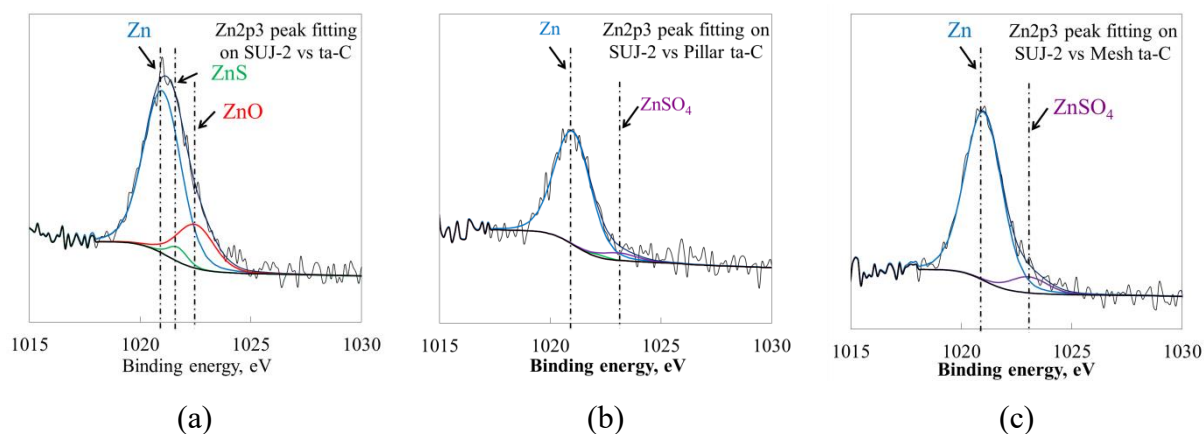 Zn2p3 peak fitting
on SUJ-2 vs ta-C
Zn
ZnS
ZnO
1015 1020 1025 1030
Binding energy, eV
(a)
Zn2p3 peak fitting on
SUJ-2 vs Pillar ta-C
Zn
ZnSO₄
1015 1020 1025 1030
Binding energy, eV
(b)
Zn2p3 peak fitting on
SUJ-2 vs Mesh ta-C
Zn
ZnSO₄
1015 1020 1025 1030
Binding energy, eV
(c)